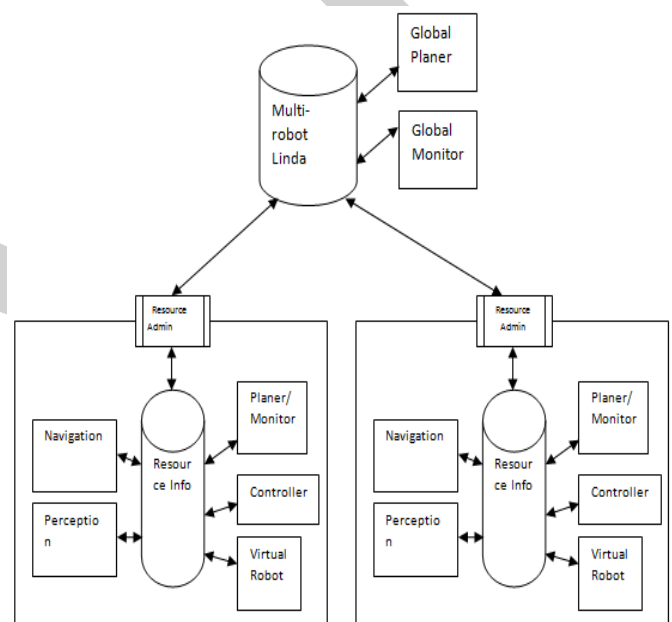 Global
Planer
Multi-
robot
Linda
Global
Monitor
Resource
Admin
Resource
Admin
Navigation
Perceptio
n
Resour
ce Info
Planer/
Monitor
Controller
Virtual
Robot
Navigation
Perceptio
n
Resour
ce Info
Planer/
Monitor
Controller
Virtual
Robot